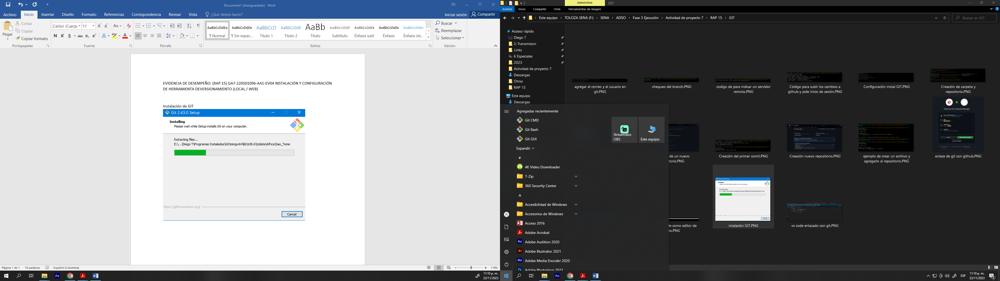 Documento1 (Autoguardado) - Word
Archivo Inicio Insertar Diseño Formato Referencias Correspondencia Revisar Vista ¿Qué desea hacer? Iniciar sesión Compartir
Pegar
Cortar
Copiar
Copiar formato
Portapapeles
Calibri (Cuerpo 11
N K S abc x₂ x²
Fuente
Párrafo
AaBbCcDdEe AaBbCcDdEe AaBbCcD AaBbCcDdE AaBb AaBbCcDdE AaBbCcDdEe AaBbCcDdEe AaBbCcDdEe
¶ Normal ¶ Sin espac... Título 1 Título 2 Título Subtítulo Énfasis sutil Énfasis Énfasis int...
Estilos
Buscar
Reemplazar
Seleccionar
Edición
EVIDENCIA DE DESEMPEÑO: (RAP 15) GA7-220501096-AA1-EV04 INSTALACIÓN Y CONFIGURACIÓN
DE HERRAMIENTA DEVERSIONAMIENTO (LOCAL / WEB)
Instalación de GIT
Git 2.43.0 Setup
Installing
Please wait while Setup installs Git on your computer.
Extracting files...
E:\...\Diego T\Programas Instalados\Git\mingw64\lib\tcl8.6\tzdata\Africa\Sao_Tome
https://gitforwindows.org/
Cancel
Página 1 de 1 18 palabras Español (Colombia) 110%
11:10 p. m.
23/11/2023
Administrar GIT
Archivo Inicio Compartir Vista Herramientas de imagen
Este equipo > TOLOZA SENA (F:) > SENA > ADSO > Fase 3 Ejecución > Actividad de proyecto 7 > RAP 15 > GIT
Buscar en GIT
Acceso rápido
Diego T
2-Transmision
Links
6 Especiales
2023
Actividad de proyecto 7
Descargas
Otrso
RAP 15
Este equipo
Descargas
agregar el correo y el usuario en git.PNG
chequeo del branch.PNG
codigo de para indicar un servidor remoto.PNG
Código para subir los cambios a github y pide inicio de sesión.PNG
Configuración inicial GIT.PNG
Creación de carpeta y repositorio.PNG
de un nuevo
torio.PNG
Creación del primer comit.PNG
Creación nuevo repositorio.PNG
ejemplo de crear un archivo y agregarlo al repositorio.PNG
Authorize Git Credential Manager
enlace de git con github.PNG
le como editor de
to.PNG
Git 2.43.0 Setup
Installing
intalación GIT.PNG
vs code enlazado con git.PNG
Agregadas recientemente
Git CMD
Git Bash
Git GUI
Expandir
#
4K Video Downloader
7-Zip
360 Security Center
A
Accesibilidad de Windows
Accesorios de Windows
Access 2016
Adobe Acrobat
Adobe Audition 2020
Adobe Illustrator 2021
Adobe Media Encoder 2020
Adobe Photoshop 2022
Streamlabs OBS
Este equipo
ESP
11:10 p. m.
23/11/2023